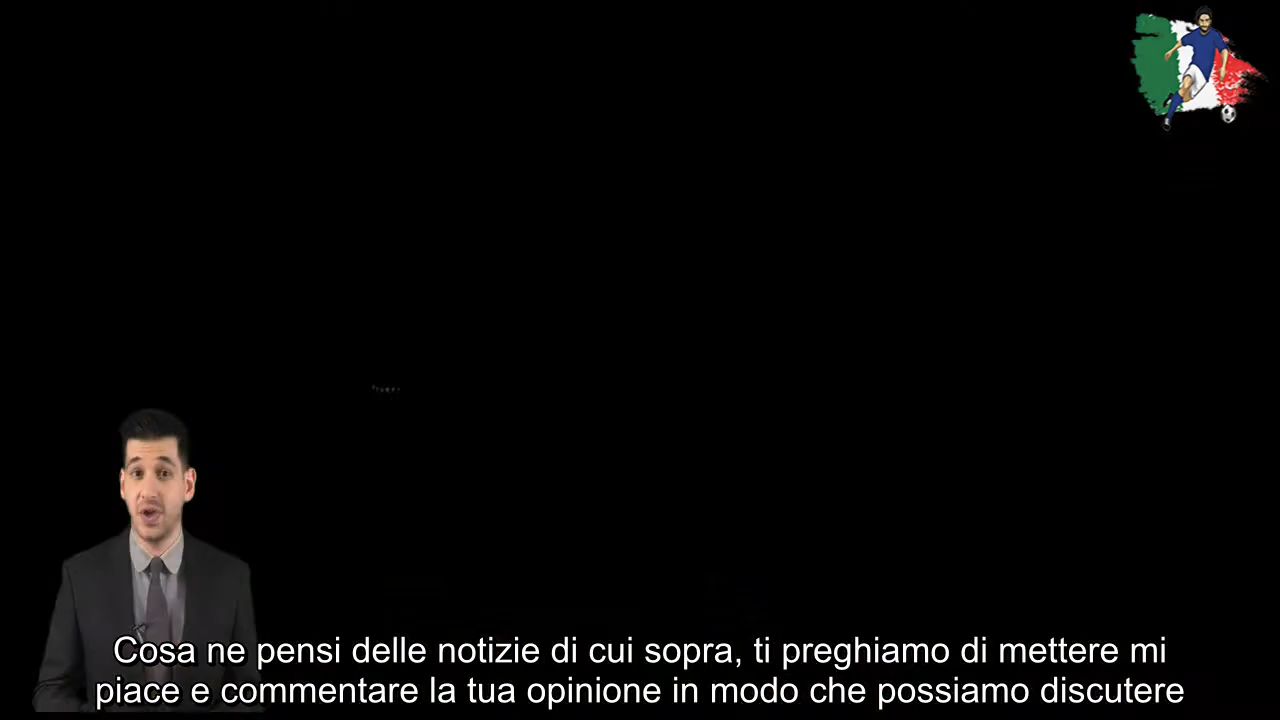 Cosa ne pensi delle notizie di cui sopra, ti preghiamo di mettere mi
piace e commentare la tua opinione in modo che possiamo discutere